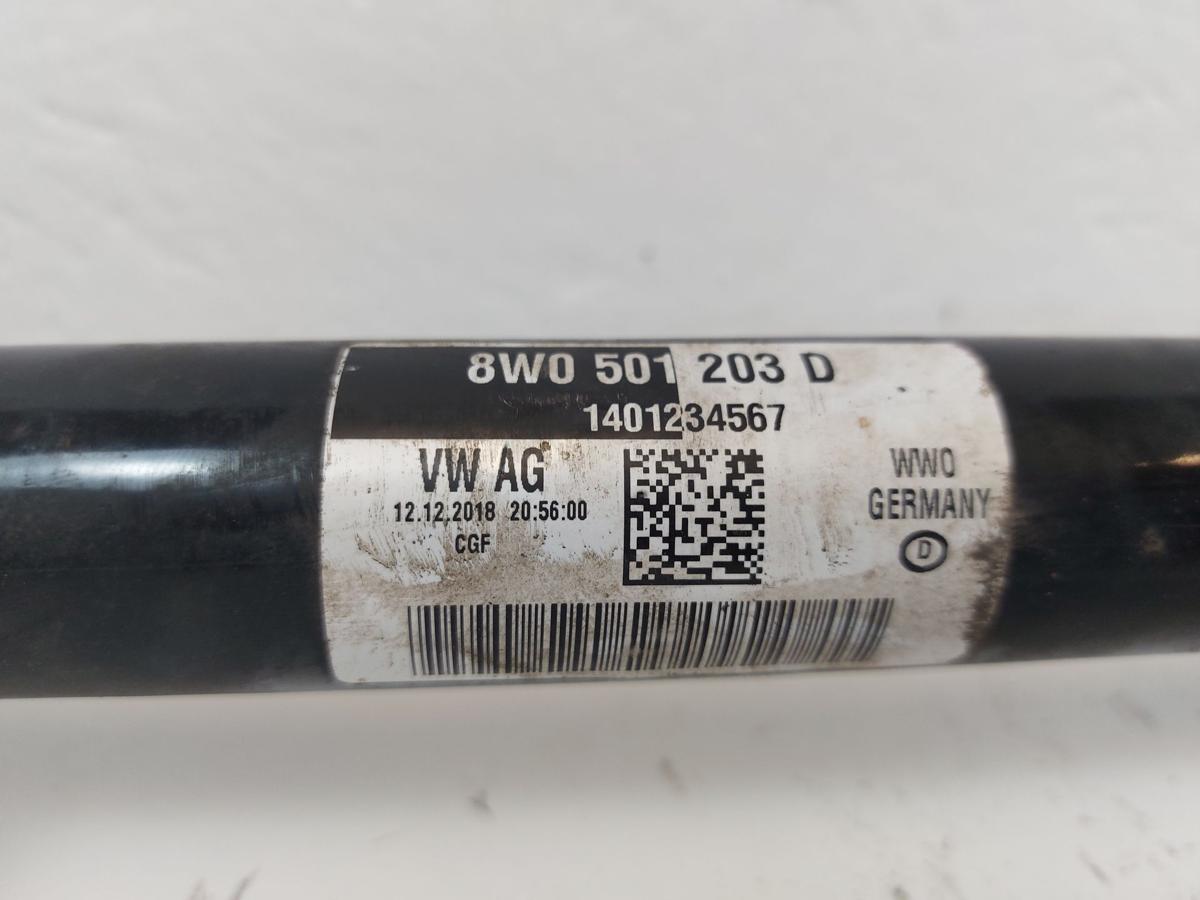 8W0 501 203 D
1401234567
VW AG
12.12.2018 20:56:00
CGF
WWO
GERMANY
D